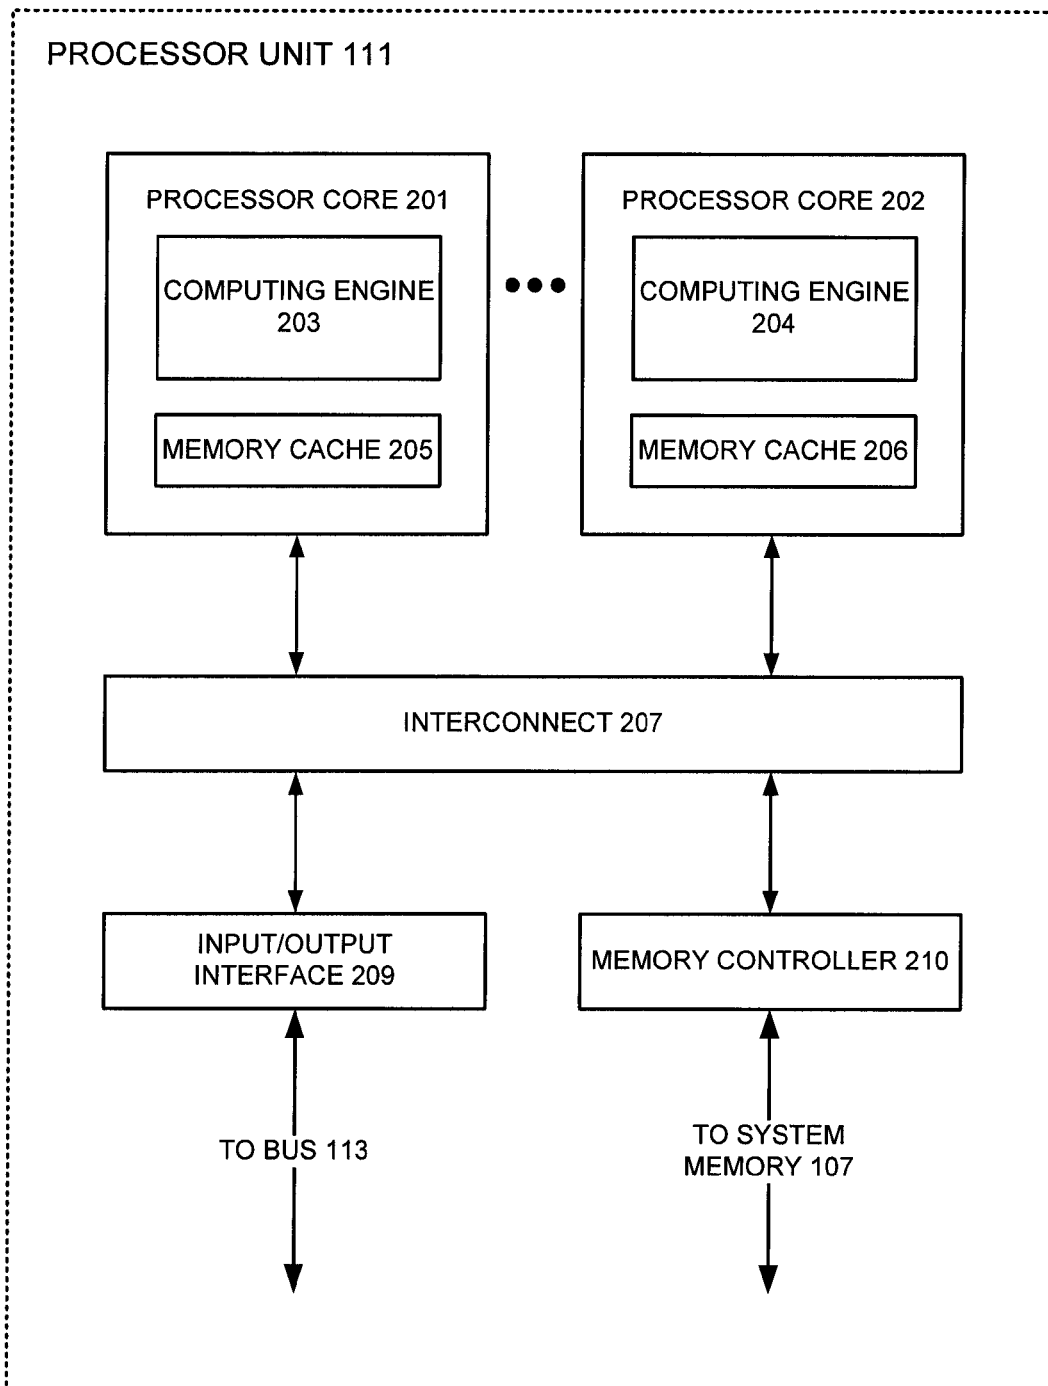 PROCESSOR UNIT 111
PROCESSOR CORE 201
COMPUTING ENGINE
203
MEMORY CACHE 205
PROCESSOR CORE 202
COMPUTING ENGINE
204
MEMORY CACHE 206
INTERCONNECT 207
INPUT/OUTPUT
INTERFACE 209
MEMORY CONTROLLER 210
TO BUS 113
TO SYSTEM
MEMORY 107